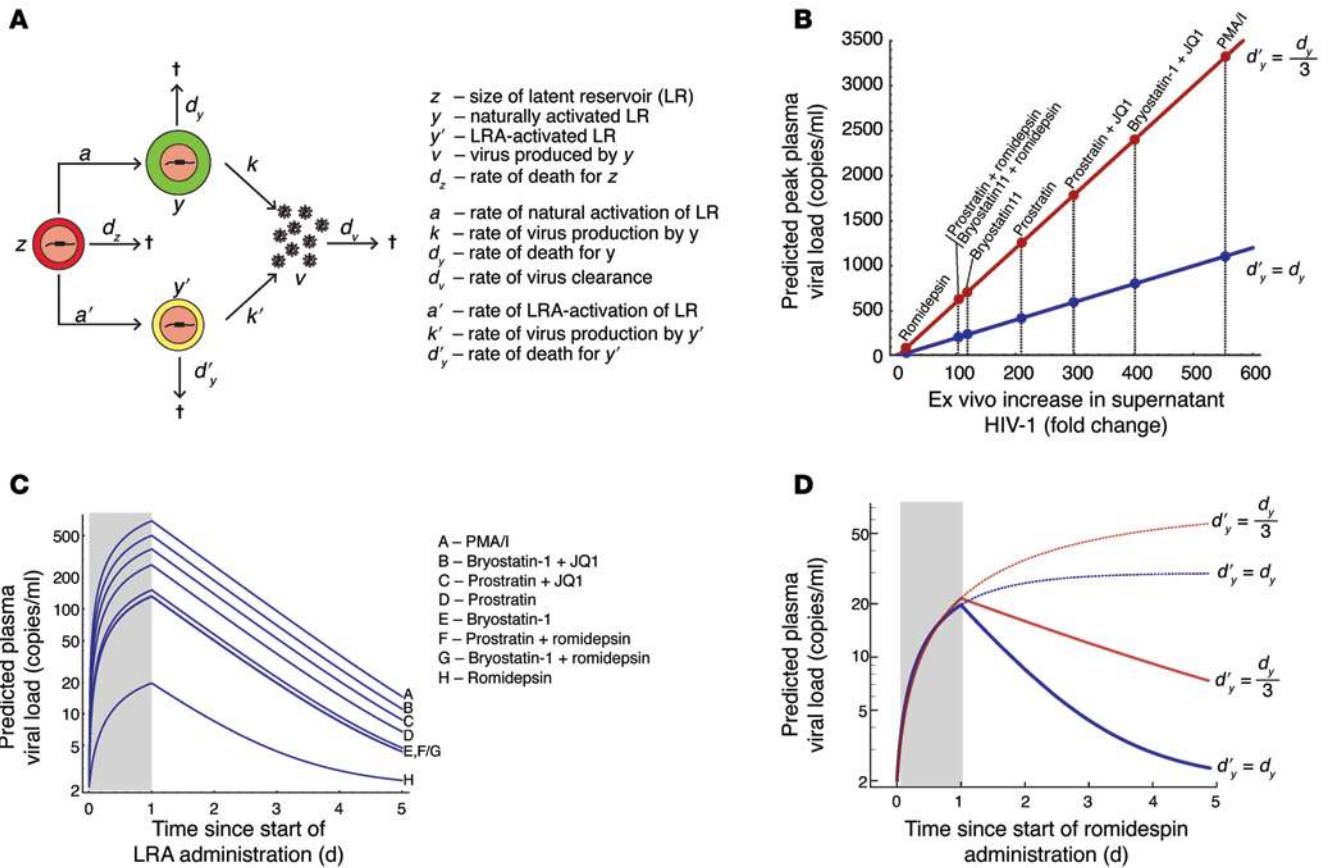 A
z – size of latent reservoir (LR)
y – naturally activated LR
y′ – LRA-activated LR
v – virus produced by y
d_z – rate of death for z
a – rate of natural activation of LR
k – rate of virus production by y
d_y – rate of death for y
d_v – rate of virus clearance
a′ – rate of LRA-activation of LR
k′ – rate of virus production by y′
d′_y – rate of death for y′
†
d_y
a
k
y
z
d_z
†
v
d_v
†
y′
a′
k′
d′_y
†
B
Predicted peak plasma
viral load (copies/ml)
3500
3000
2500
2000
1500
1000
500
0
Romidepsin
Prostratin + romidepsin
Bryostatin11 + romidepsin
Bryostatin11
Prostratin
Prostratin + JQ1
Bryostatin-1 + JQ1
PMA/I
d′_y = d_y/3
d′_y = d_y
0 100 200 300 400 500 600
Ex vivo increase in supernatant
HIV-1 (fold change)
C
Predicted plasma
viral load (copies/ml)
500
200
100
50
20
10
5
2
A
B
C
D
E,F/G
H
0 1 2 3 4 5
Time since start of
LRA administration (d)
A – PMA/I
B – Bryostatin-1 + JQ1
C – Prostratin + JQ1
D – Prostratin
E – Bryostatin-1
F – Prostratin + romidepsin
G – Bryostatin-1 + romidepsin
H – Romidepsin
D
Predicted plasma
viral load (copies/ml)
50
20
10
5
2
d′_y = d_y/3
d′_y = d_y
d′_y = d_y/3
d′_y = d_y
0 1 2 3 4 5
Time since start of romidespin
administration (d)